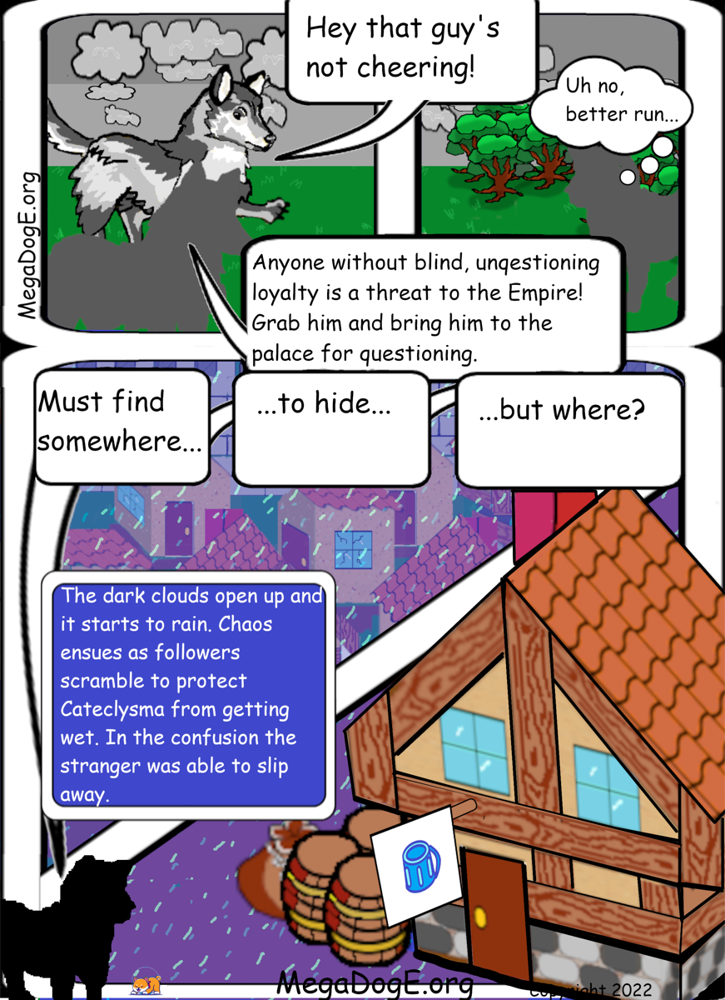 Hey that guy's
not cheering!
Uh no,
better run...
MegaDogE.org
Anyone without blind, unqestioning
loyalty is a threat to the Empire!
Grab him and bring him to the
palace for questioning.
Must find
somewhere...
...to hide...
...but where?
The dark clouds open up and
it starts to rain. Chaos
ensues as followers
scramble to protect
Cateclysma from getting
wet. In the confusion the
stranger was able to slip
away.
MegaDogE.org
Copyright 2022